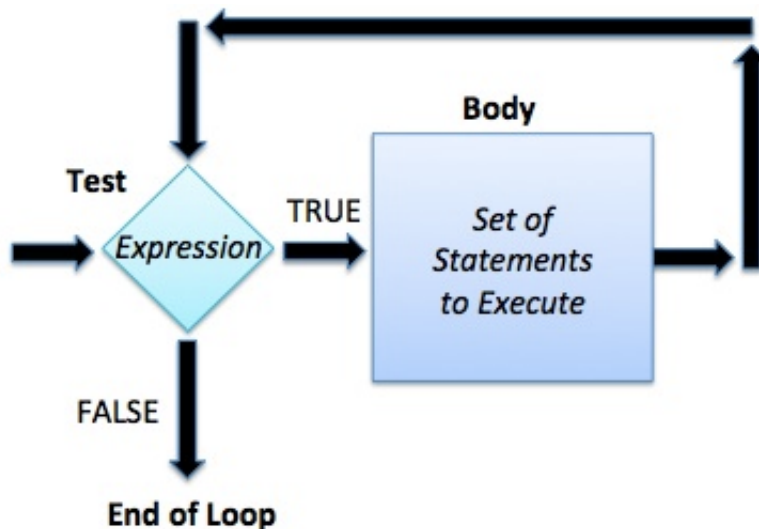 Body
Test
TRUE
Expression
Set of
Statements
to Execute
FALSE
End of Loop